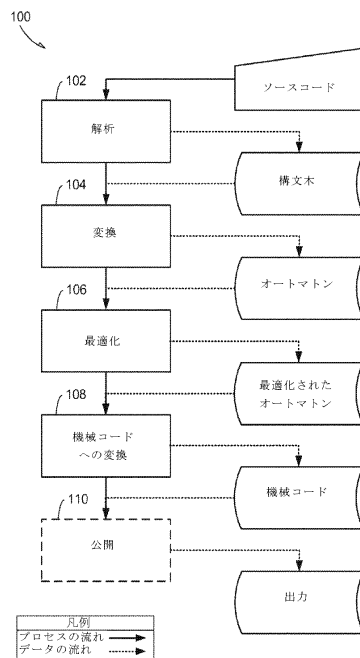 100
ソースコード
102
解析
構文木
104
変換
オートマトン
106
最適化
最適化された
オートマトン
108
機械コード
への変換
機械コード
110
公開
出力
凡例
プロセスの流れ
データの流れ